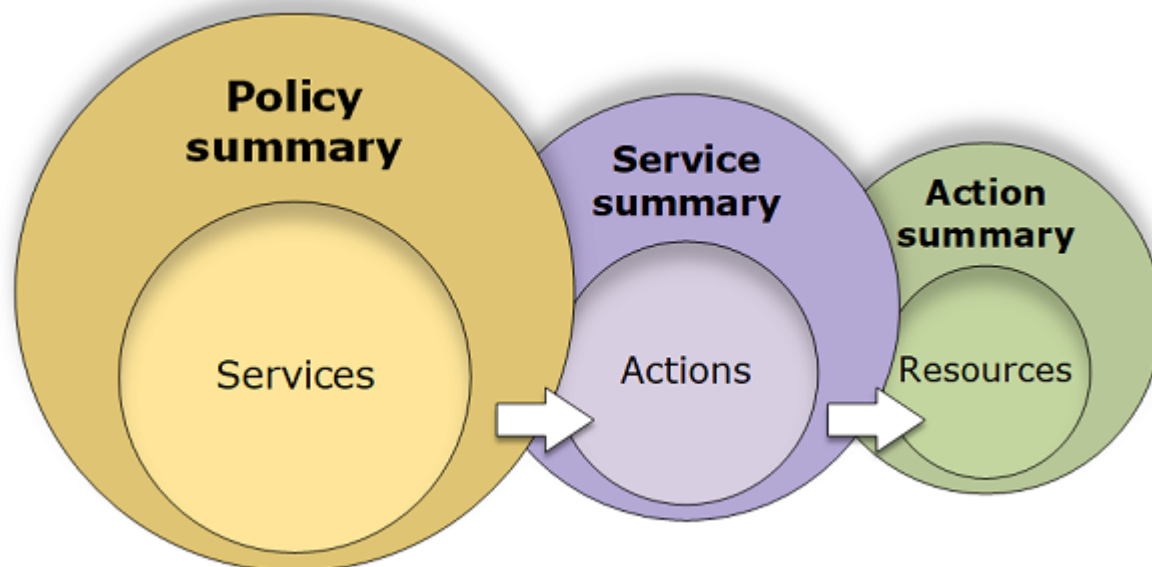 Policy
summary
Services
Service
summary
Actions
Action
summary
Resources